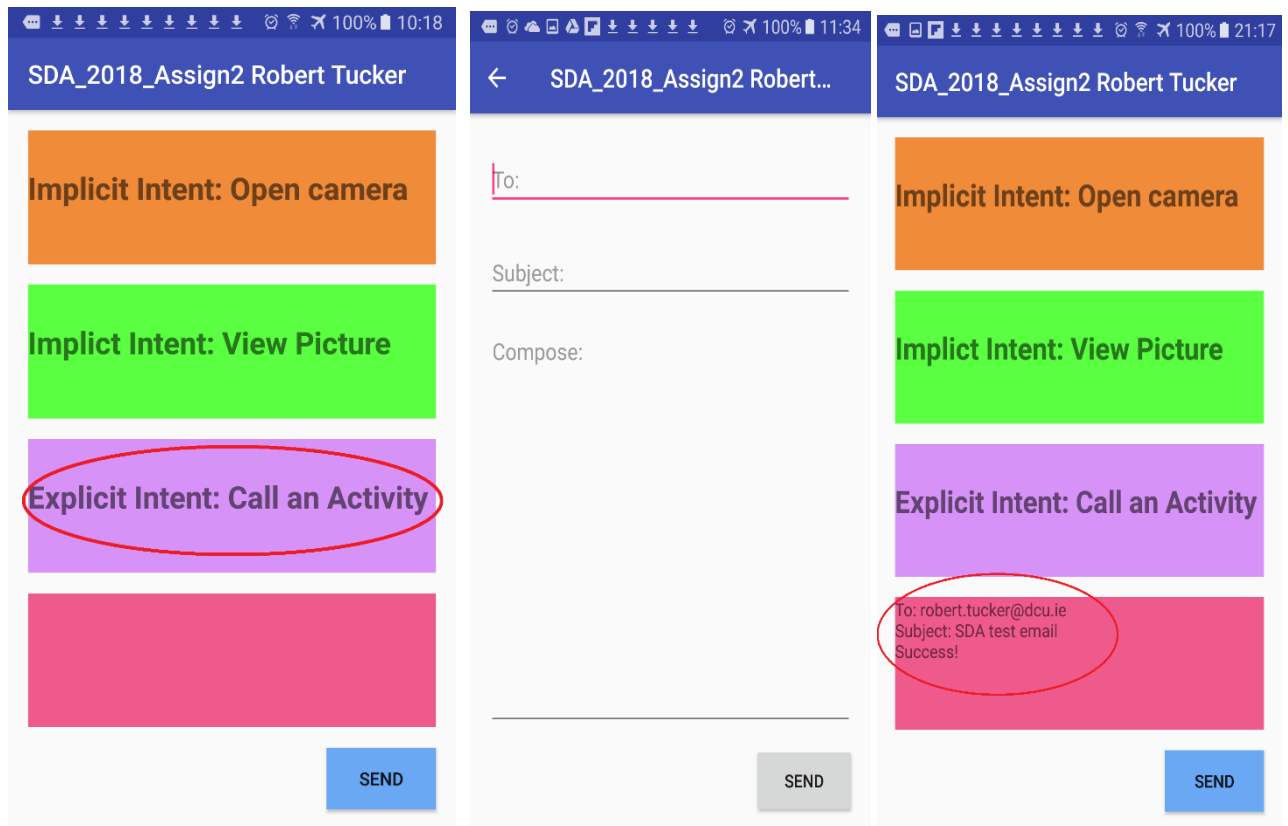 100% 10:18
SDA_2018_Assign2 Robert Tucker
Implicit Intent: Open camera
Implict Intent: View Picture
Explicit Intent: Call an Activity
SEND
100% 11:34
SDA_2018_Assign2 Robert...
To:
Subject:
Compose:
SEND
100% 21:17
SDA_2018_Assign2 Robert Tucker
Implicit Intent: Open camera
Implict Intent: View Picture
Explicit Intent: Call an Activity
To: robert.tucker@dcu.ie
Subject: SDA test email
Success!
SEND